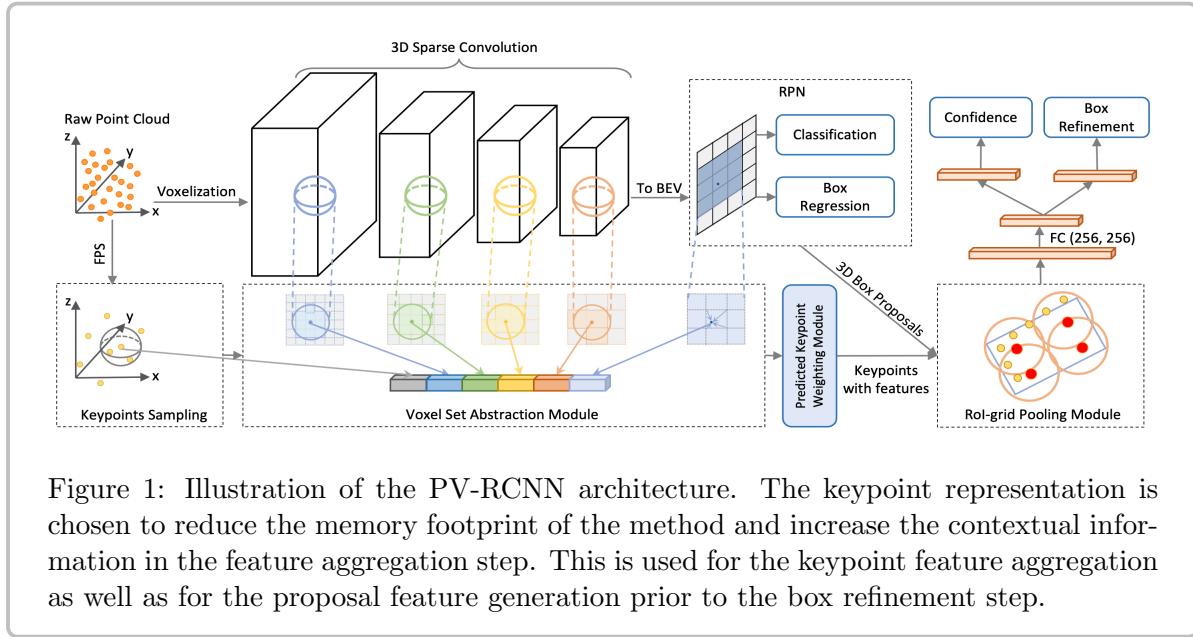 3D Sparse Convolution
Raw Point Cloud
z
y
x
Voxelization
To BEV
RPN
Classification
Box
Regression
Confidence
Box
Refinement
FC (256, 256)
FPS
3D Box Proposals
z
y
x
Keypoints Sampling
Voxel Set Abstraction Module
Predicted Keypoint
Weighting Module
Keypoints
with features
RoI-grid Pooling Module
Figure 1: Illustration of the PV-RCNN architecture. The keypoint representation is
chosen to reduce the memory footprint of the method and increase the contextual infor-
mation in the feature aggregation step. This is used for the keypoint feature aggregation
as well as for the proposal feature generation prior to the box refinement step.